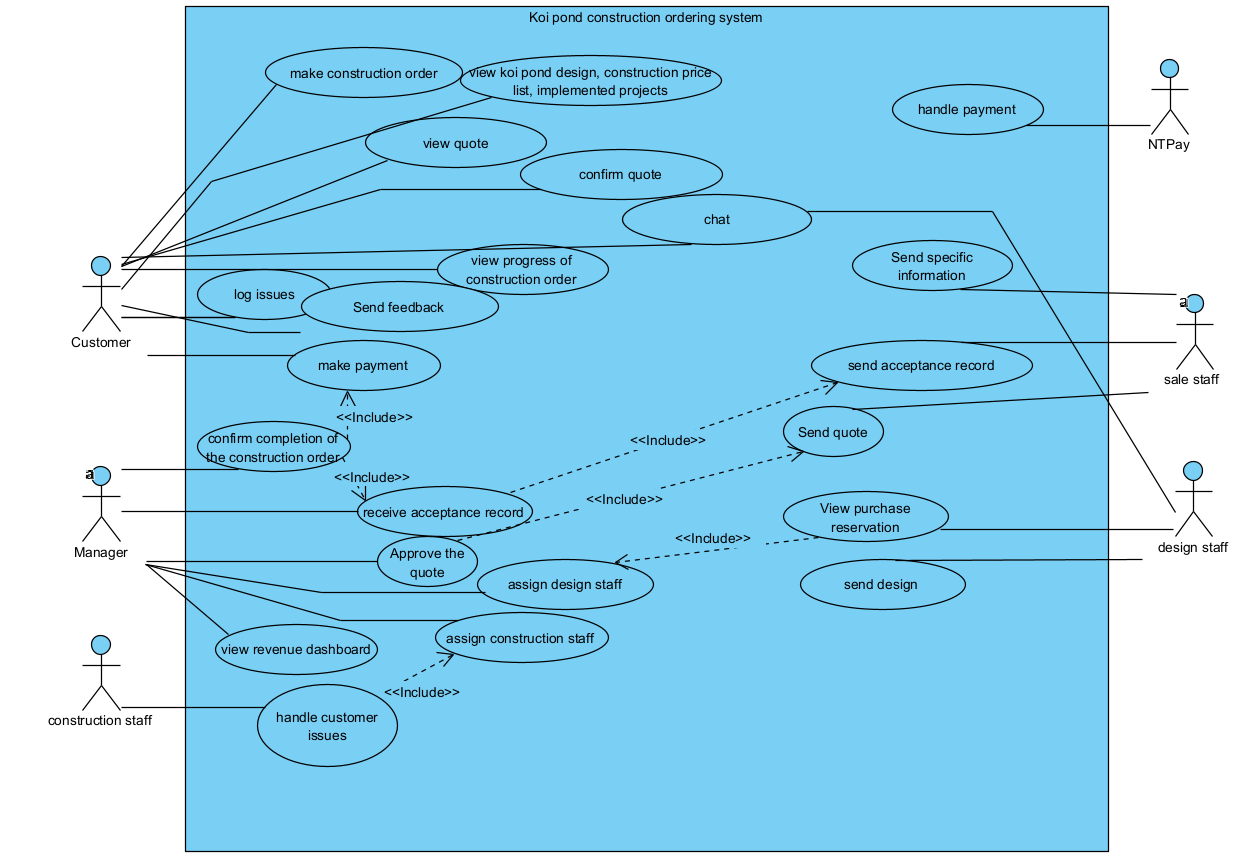 Koi pond construction ordering system
make construction order
view koi pond design, construction price
list, implemented projects
handle payment
view quote
NTPay
confirm quote
chat
Send specific
information
view progress of
construction order
log issues
Send feedback
a
Customer
make payment
send acceptance record
sale staff
<<Include>>
Send quote
confirm completion of
the construction order
<<Include>>
<<Include>>
a
<<Include>>
receive acceptance record
View purchase
reservation
Manager
Approve the
quote
<<Include>>
design staff
assign design staff
send design
assign construction staff
view revenue dashboard
<<Include>>
construction staff
handle customer
issues